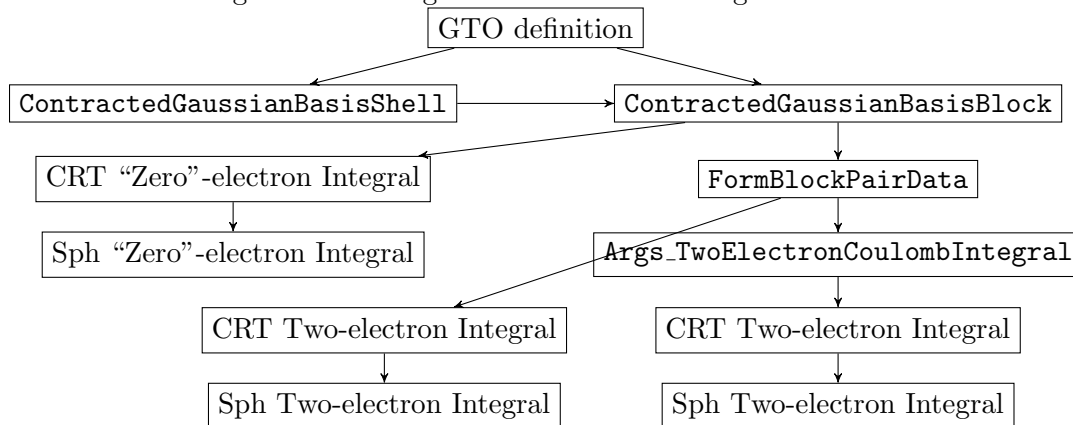 GTO definition
ContractedGaussianBasisShell
ContractedGaussianBasisBlock
CRT “Zero”-electron Integral
FormBlockPairData
Sph “Zero”-electron Integral
Args_TwoElectronCoulombIntegral
CRT Two-electron Integral
CRT Two-electron Integral
Sph Two-electron Integral
Sph Two-electron Integral